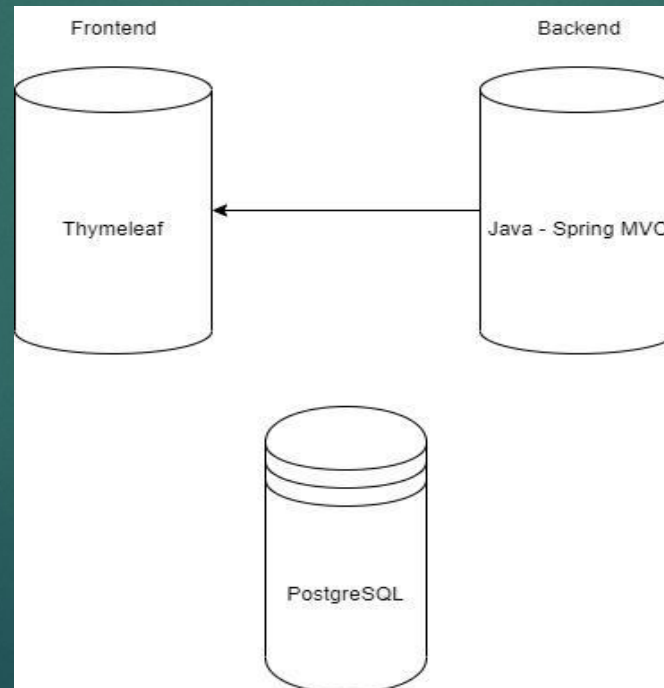 Frontend
Backend
Thymeleaf
Java - Spring MVC
PostgreSQL